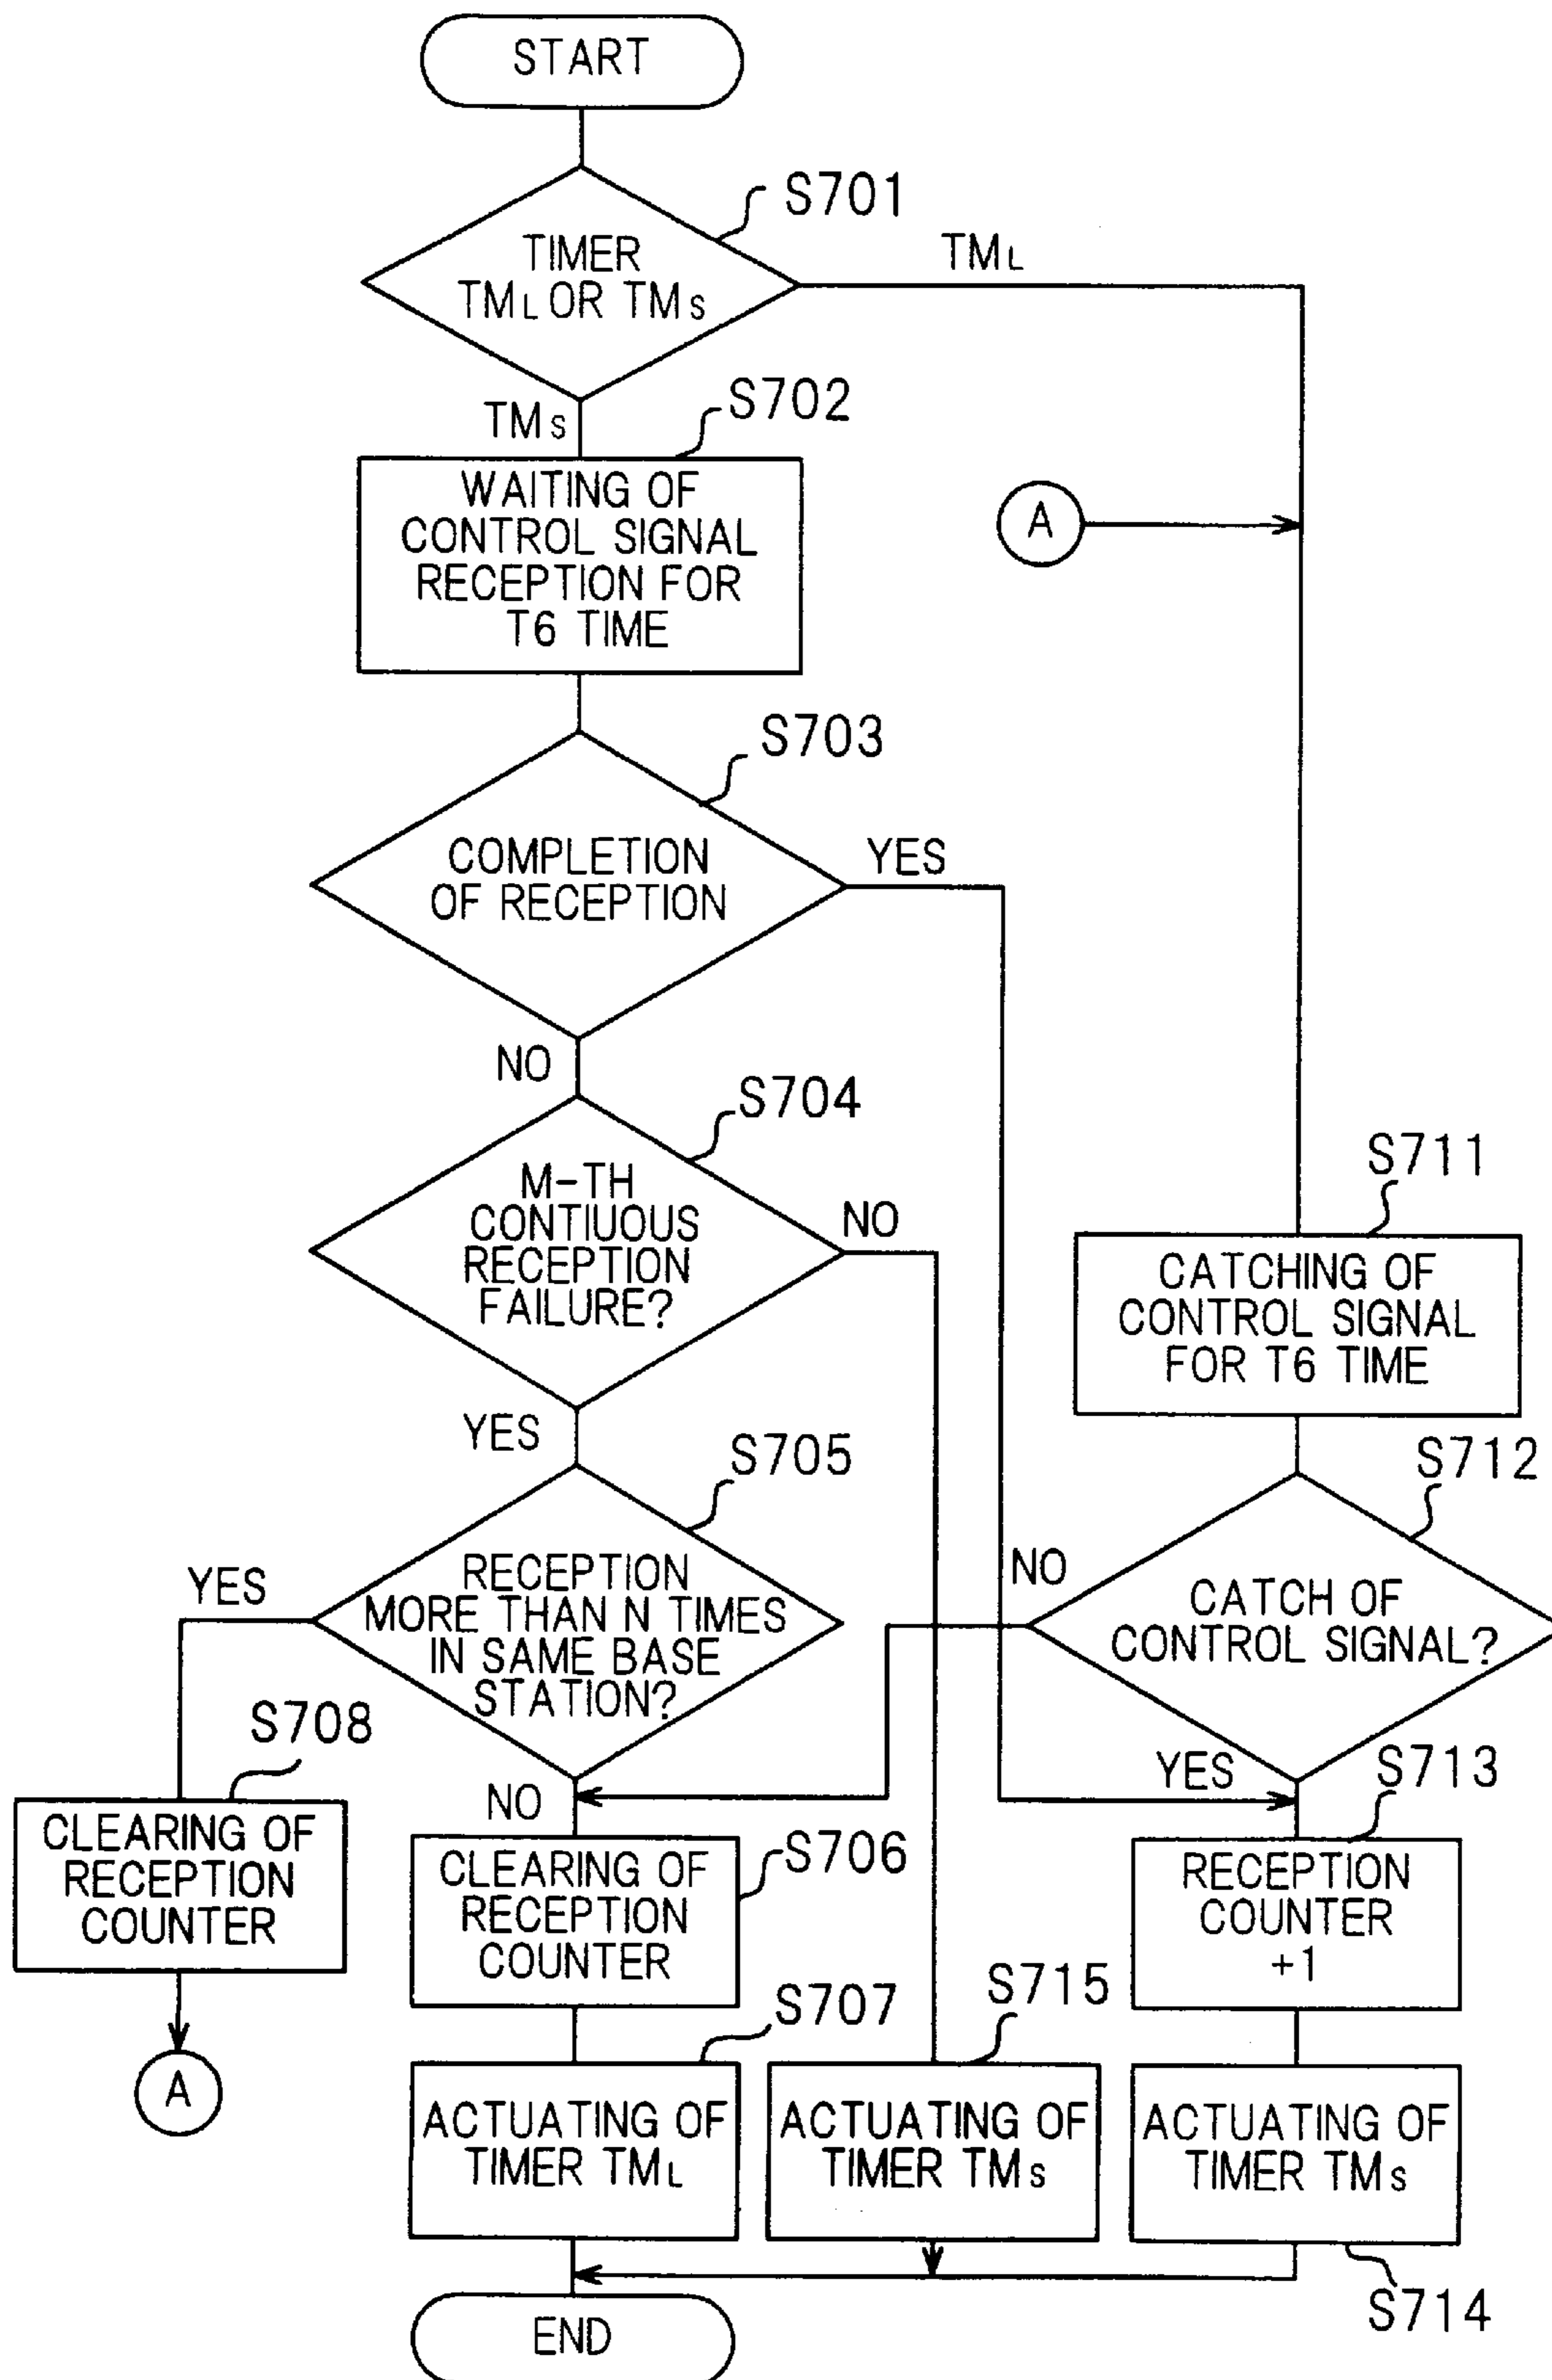 START
S701
TIMER
TML OR TMS
TML
TMS
S702
WAITING OF
CONTROL SIGNAL
RECEPTION FOR
T6 TIME
A
S703
COMPLETION
OF RECEPTION
YES
NO
S704
M-TH
CONTIUOUS
RECEPTION
FAILURE?
NO
YES
S711
CATCHING OF
CONTROL SIGNAL
FOR T6 TIME
S705
RECEPTION
MORE THAN N TIMES
IN SAME BASE
STATION?
YES
NO
S712
CATCH OF
CONTROL SIGNAL?
NO
YES
S708
CLEARING OF
RECEPTION
COUNTER
A
S706
CLEARING OF
RECEPTION
COUNTER
S713
RECEPTION
COUNTER
+1
S707
ACTUATING OF
TIMER TML
S715
ACTUATING OF
TIMER TMS
ACTUATING OF
TIMER TMS
S714
END